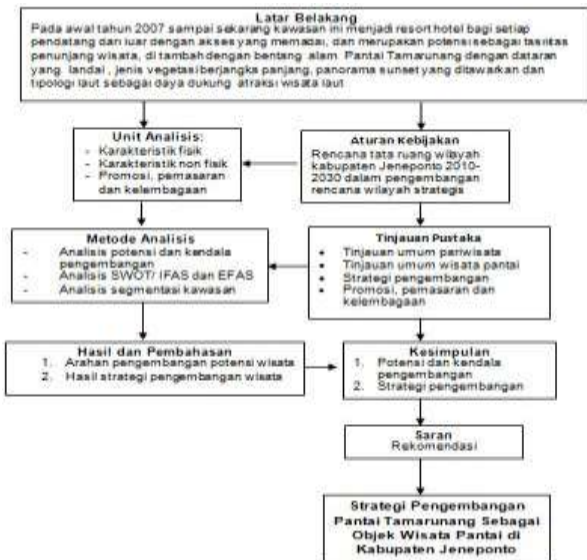 Latar Belakang
Pada awal tahun 2007 sampai sekarang kawasan ini menjadi resort hotel bagi setiap
pendatang dari luar dengan akses yang memadai, dan merupakan potensi sebagai fasilitas
penunjang wisata, di tambah dengan bentang alam Pantai Tamarunang dengan dataran
yang landai, jenis vegetasi berjangka panjang, panorama sunset yang ditawarkan dan
tipologi laut sebagai daya dukung atraksi wisata laut
Unit Analisis:
- Karakteristik fisik
- Karakteristik non fisik
- Promosi, pemasaran
dan kelembagaan
Aturan Kebijakan
Rencana tata ruang wilayah
kabupaten Jeneponto 2010-
2030 dalam pengembangan
rencana wilayah strategis
Metode Analisis
- Analisis potensi dan kendala
pengembangan
- Analisis SWOT/ IFAS dan EFAS
- Analisis segmentasi kawasan
Tinjauan Pustaka
• Tinjauan umum pariwisata
• Tinjauan umum wisata pantai
• Strategi pengembangan
• Promosi, pemasaran dan
kelembagaan
Hasil dan Pembahasan
1. Arahan pengembangan potensi wisata
2. Hasil strategi pengembangan wisata
Kesimpulan
1. Potensi dan kendala
pengembangan
2. Strategi pengembangan
Saran
Rekomendasi
Strategi Pengembangan
Pantai Tamarunang Sebagai
Objek Wisata Pantai di
Kabupaten Jeneponto